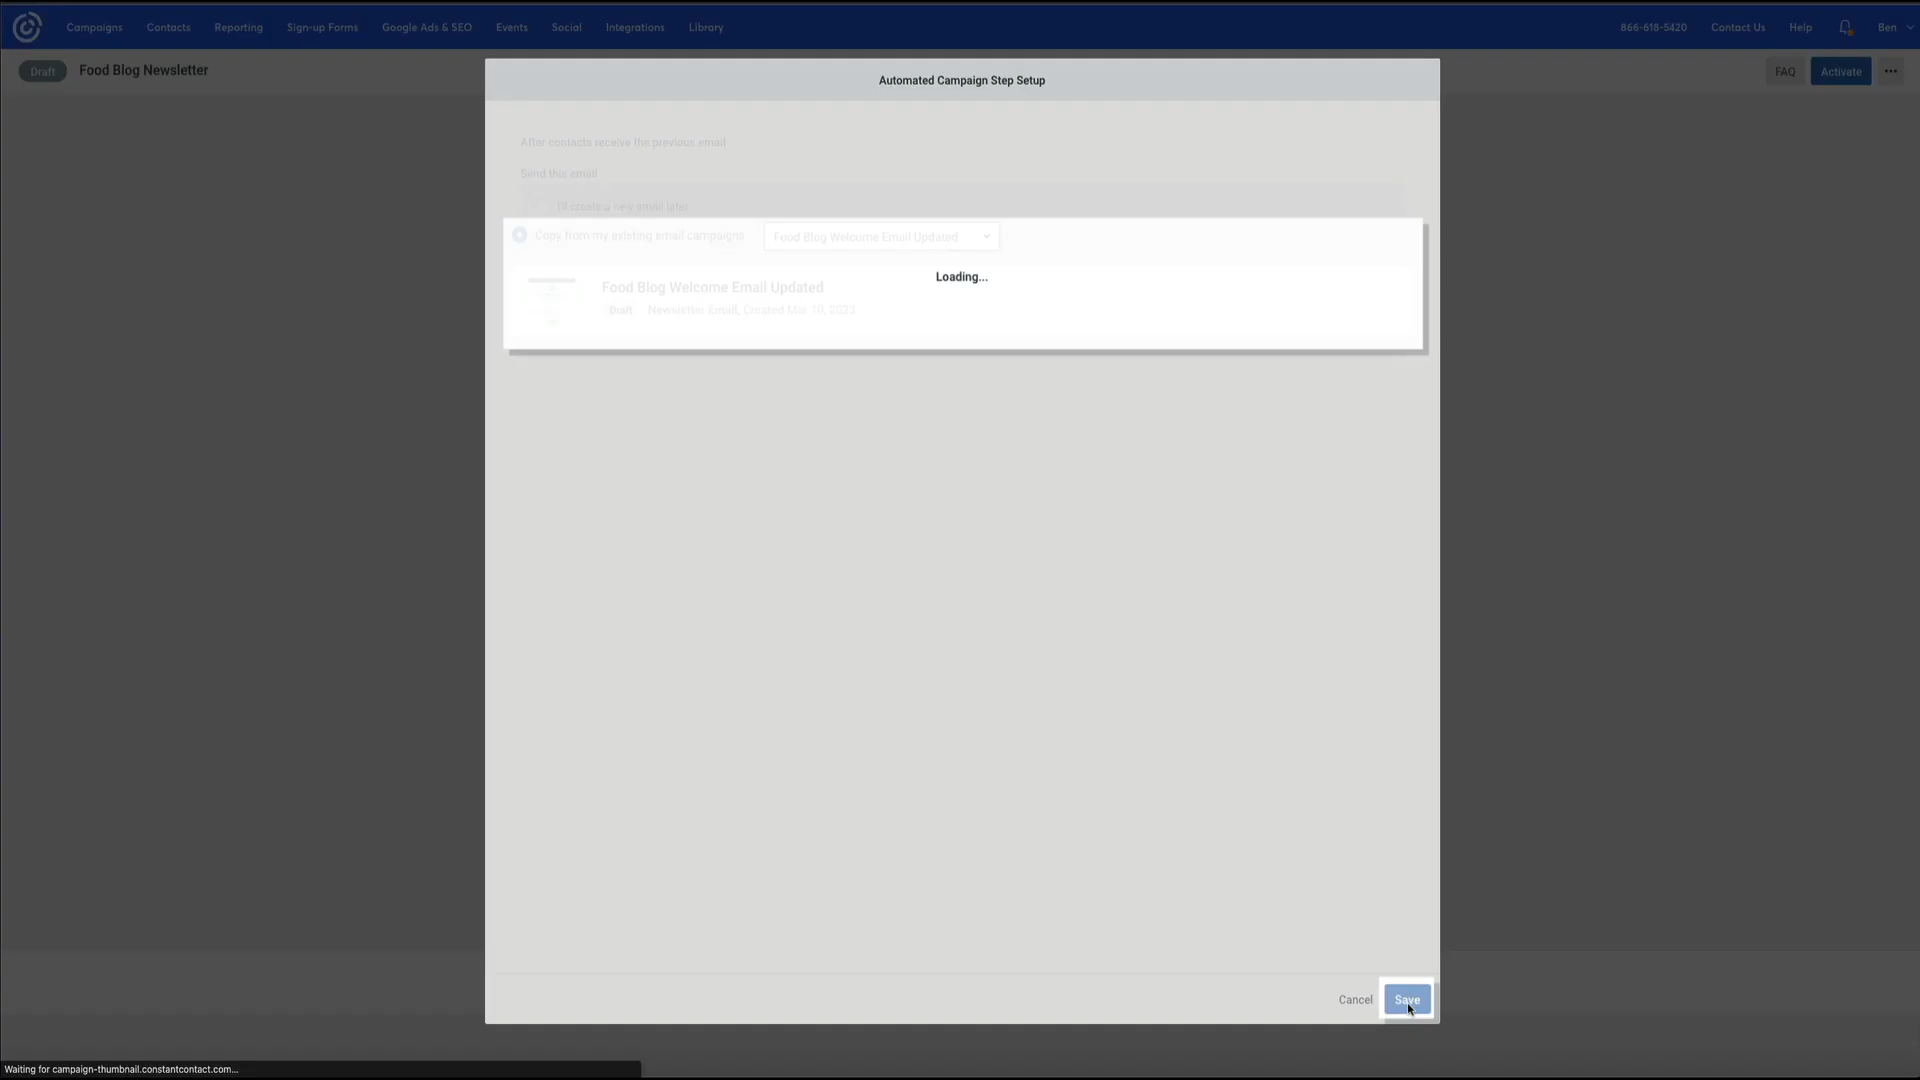 Campaigns Contacts Reporting Sign-up Forms Google Ads & SEO Events Social Integrations Library 866-618-5420 Contact Us Help Ben
Draft Food Blog Newsletter FAQ Activate
Automated Campaign Step Setup
After contacts receive the previous email
Send this email
I'll create a new email later
Copy from my existing email campaigns Food Blog Welcome Email Updated
Loading...
Food Blog Welcome Email Updated
Draft Newsletter Email, Created Mar 10, 2023
Cancel Save
Waiting for campaign-thumbnail.constantcontact.com...